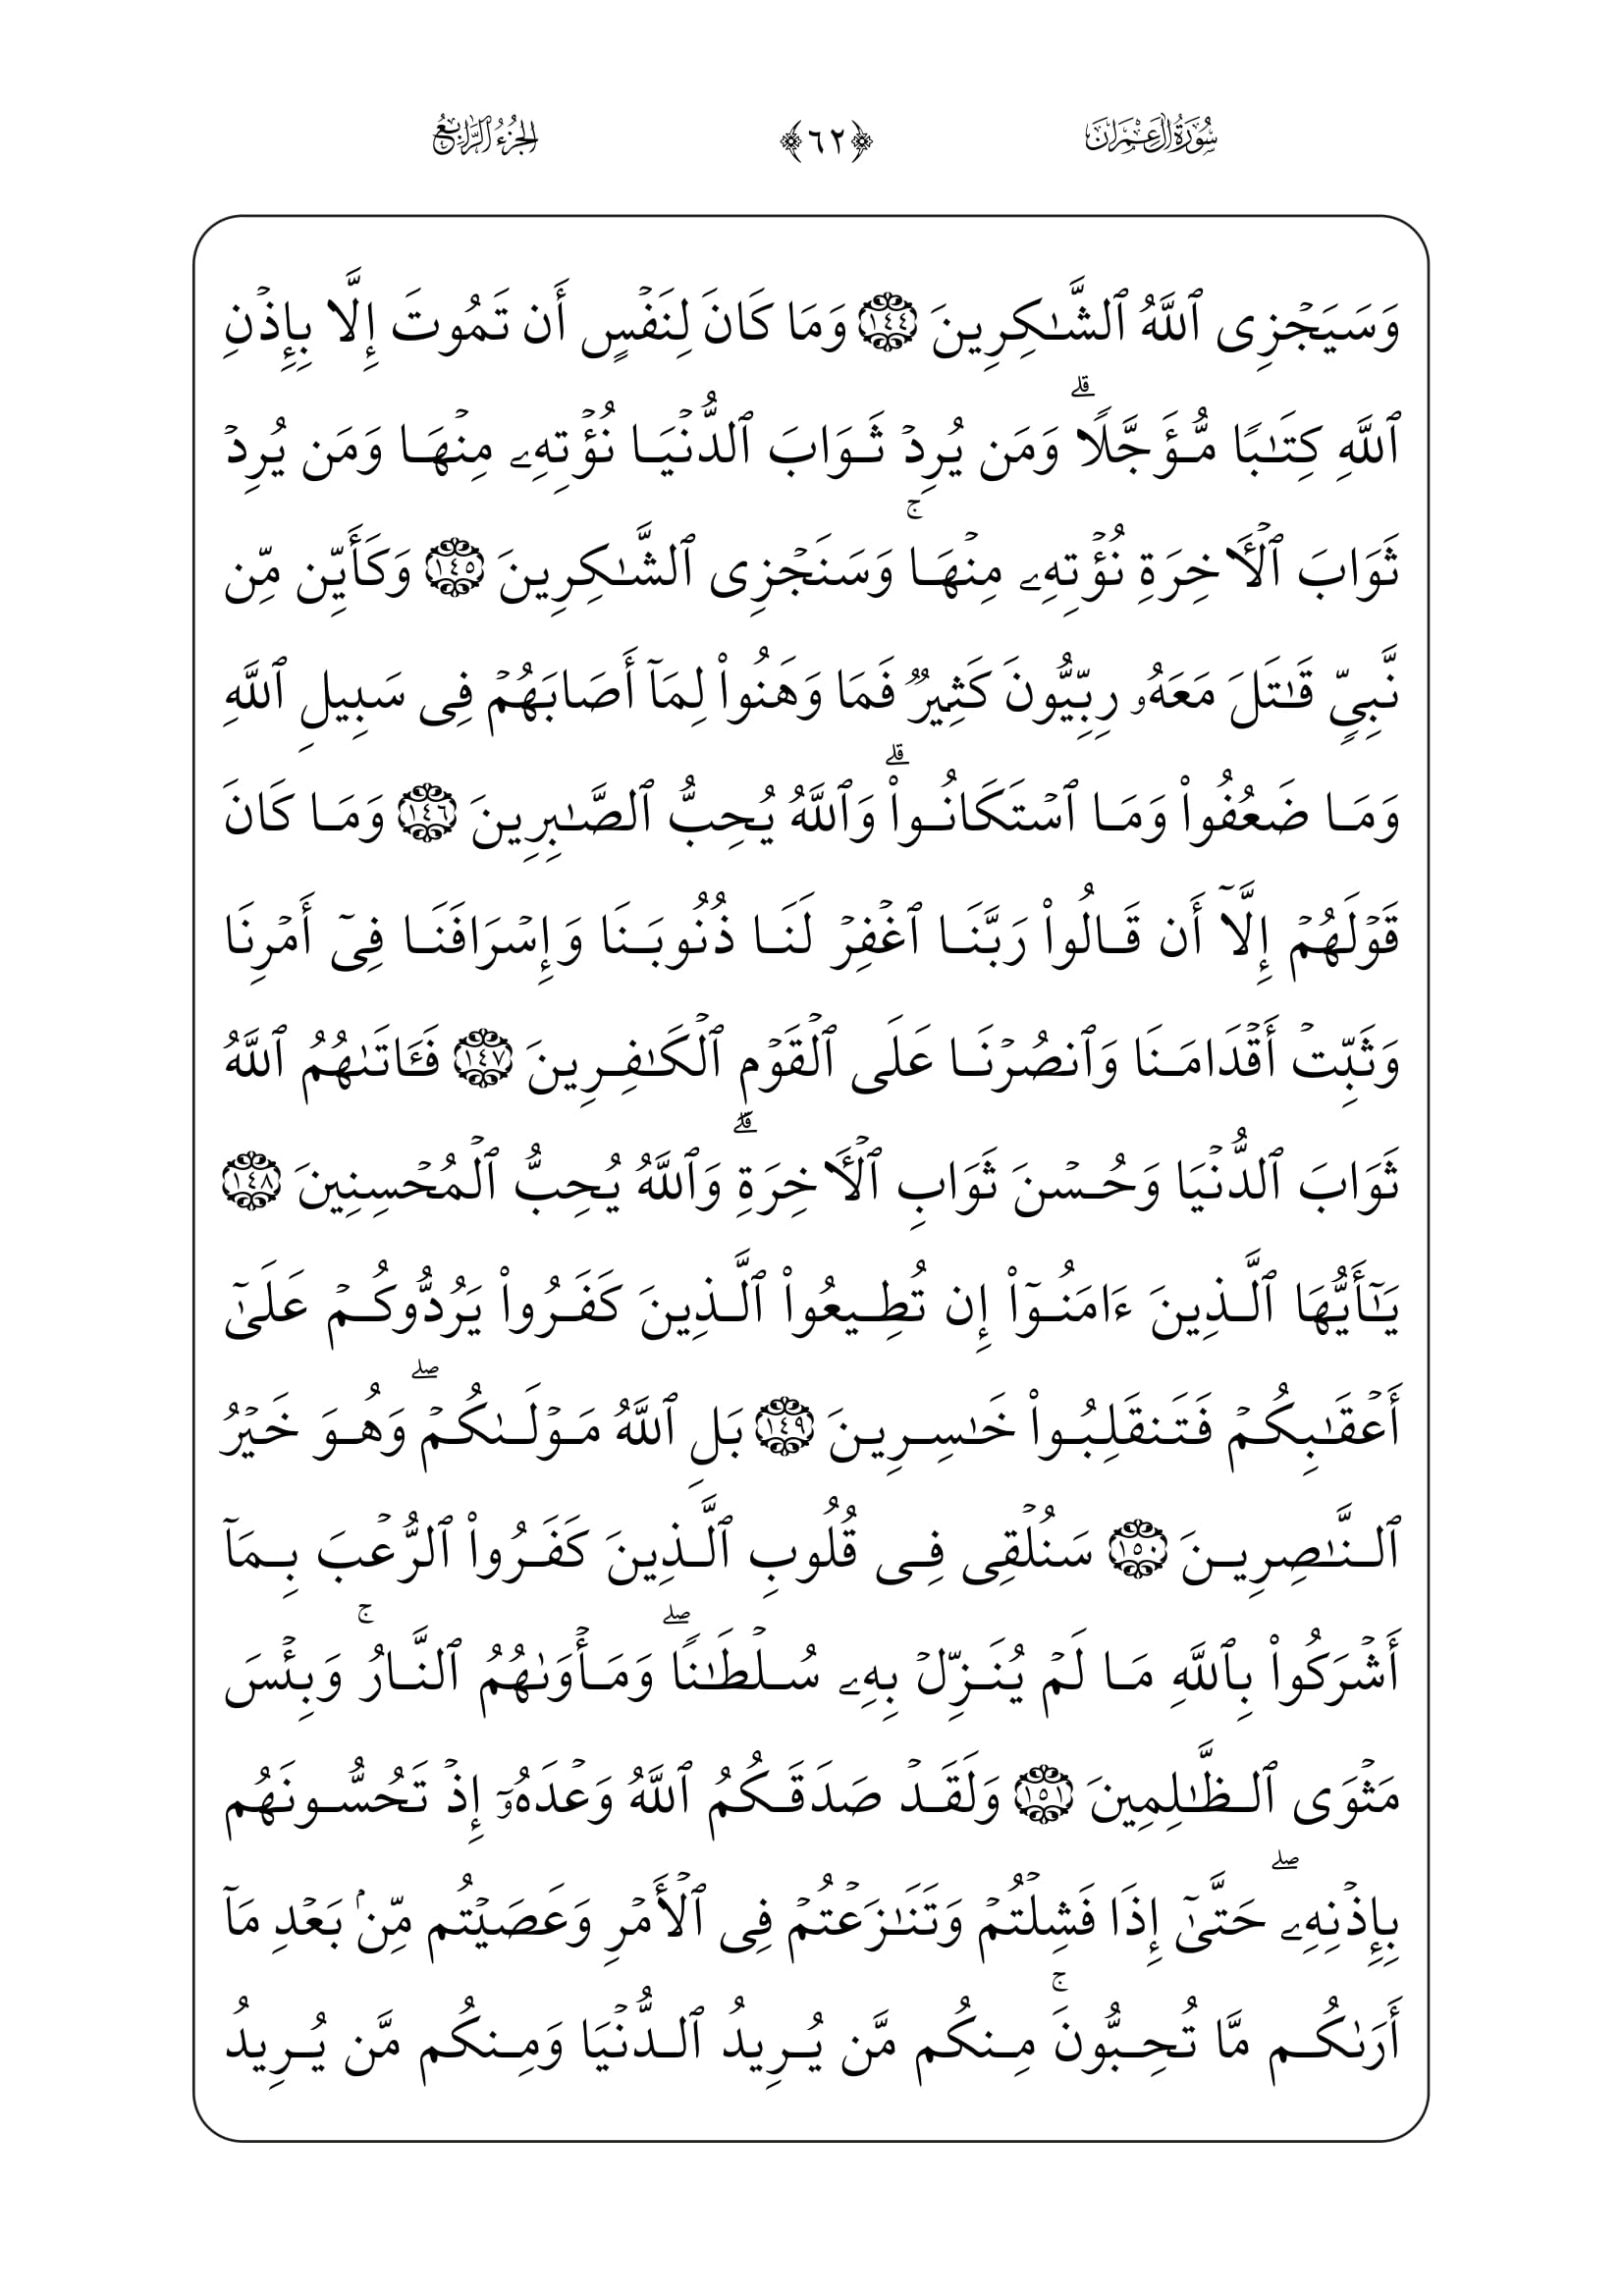 سُورَةُ آلِ عِمْرَانَ ﴿٦٢﴾ الجُزْءُ الرَّابِعُ
وَسَيَجْزِى ٱللَّهُ ٱلشَّـٰكِرِينَ ١٤٤ وَمَا كَانَ لِنَفْسٍ أَن تَمُوتَ إِلَّا بِإِذْنِ
ٱللَّهِ كِتَـٰبًا مُّؤَجَّلًا ۗ وَمَن يُرِدْ ثَوَابَ ٱلدُّنْيَا نُؤْتِهِۦ مِنْهَا وَمَن يُرِدْ
ثَوَابَ ٱلْـَٔاخِرَةِ نُؤْتِهِۦ مِنْهَا ۚ وَسَنَجْزِى ٱلشَّـٰكِرِينَ ١٤٥ وَكَأَيِّن مِّن
نَّبِىٍّ قَـٰتَلَ مَعَهُۥ رِبِّيُّونَ كَثِيرٌ فَمَا وَهَنُوا۟ لِمَآ أَصَابَهُمْ فِى سَبِيلِ ٱللَّهِ
وَمَا ضَعُفُوا۟ وَمَا ٱسْتَكَانُوا۟ ۗ وَٱللَّهُ يُحِبُّ ٱلصَّـٰبِرِينَ ١٤٦ وَمَا كَانَ
قَوْلَهُمْ إِلَّآ أَن قَالُوا۟ رَبَّنَا ٱغْفِرْ لَنَا ذُنُوبَنَا وَإِسْرَافَنَا فِىٓ أَمْرِنَا
وَثَبِّتْ أَقْدَامَنَا وَٱنصُرْنَا عَلَى ٱلْقَوْمِ ٱلْكَـٰفِرِينَ ١٤٧ فَـَٔاتَىٰهُمُ ٱللَّهُ
ثَوَابَ ٱلدُّنْيَا وَحُسْنَ ثَوَابِ ٱلْـَٔاخِرَةِ ۗ وَٱللَّهُ يُحِبُّ ٱلْمُحْسِنِينَ ١٤٨
يَـٰٓأَيُّهَا ٱلَّذِينَ ءَامَنُوٓا۟ إِن تُطِيعُوا۟ ٱلَّذِينَ كَفَرُوا۟ يَرُدُّوكُمْ عَلَىٰٓ
أَعْقَـٰبِكُمْ فَتَنقَلِبُوا۟ خَـٰسِرِينَ ١٤٩ بَلِ ٱللَّهُ مَوْلَىٰكُمْ ۖ وَهُوَ خَيْرُ
ٱلنَّـٰصِرِينَ ١٥٠ سَنُلْقِى فِى قُلُوبِ ٱلَّذِينَ كَفَرُوا۟ ٱلرُّعْبَ بِمَآ
أَشْرَكُوا۟ بِٱللَّهِ مَا لَمْ يُنَزِّلْ بِهِۦ سُلْطَـٰنًا ۖ وَمَأْوَىٰهُمُ ٱلنَّارُ ۚ وَبِئْسَ
مَثْوَى ٱلظَّـٰلِمِينَ ١٥١ وَلَقَدْ صَدَقَكُمُ ٱللَّهُ وَعْدَهُۥٓ إِذْ تَحُسُّونَهُم
بِإِذْنِهِۦ ۖ حَتَّىٰٓ إِذَا فَشِلْتُمْ وَتَنَـٰزَعْتُمْ فِى ٱلْأَمْرِ وَعَصَيْتُم مِّنۢ بَعْدِ مَآ
أَرَىٰكُم مَّا تُحِبُّونَ ۚ مِنكُم مَّن يُرِيدُ ٱلدُّنْيَا وَمِنكُم مَّن يُرِيدُ